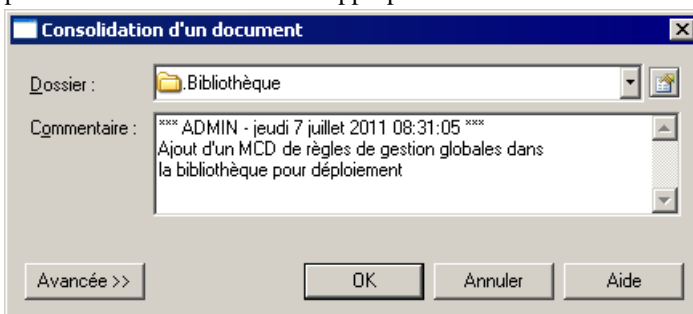 Consolidation d'un document
Dossier :
.Bibliothèque
Commentaire :
*** ADMIN - jeudi 7 juillet 2011 08:31:05 ***
Ajout d'un MCD de règles de gestion globales dans
la bibliothèque pour déploiement
Avancée >>
OK
Annuler
Aide